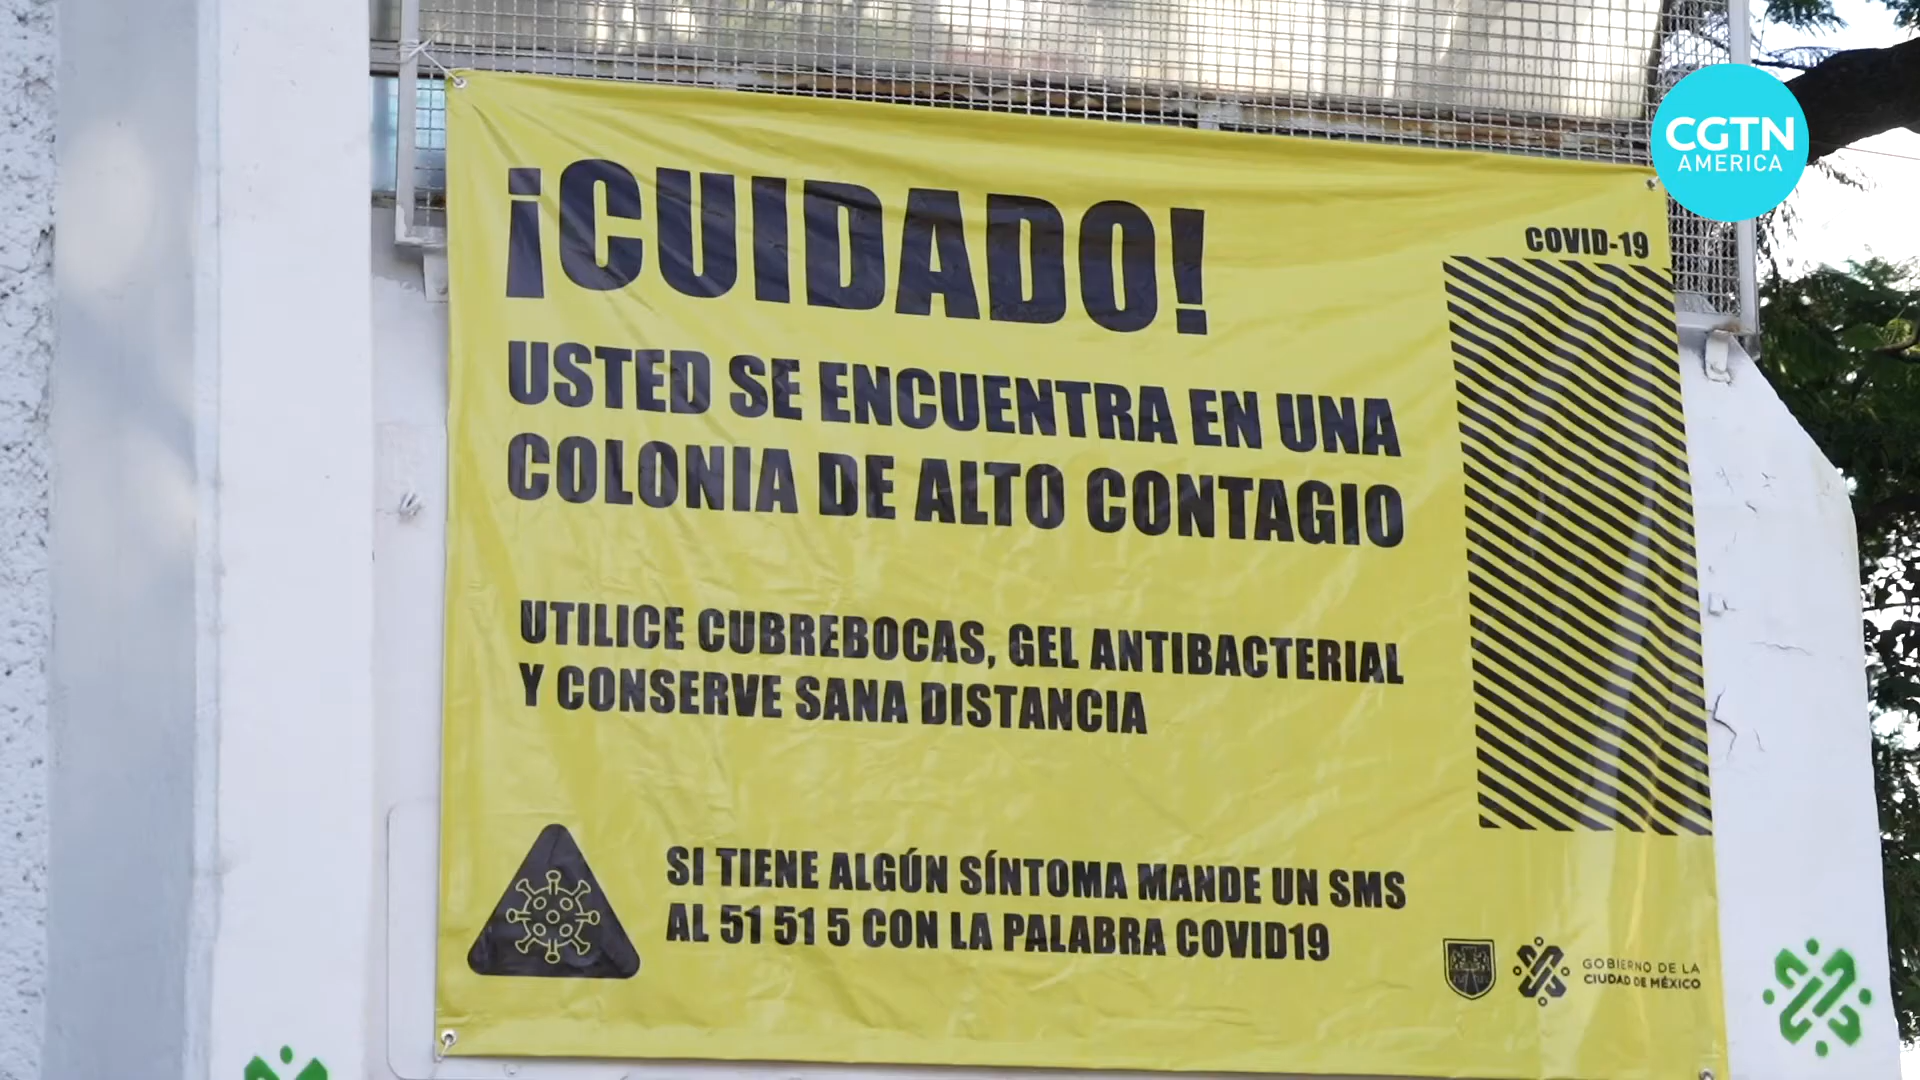 CGTN
AMERICA
¡CUIDADO!
COVID-19
USTED SE ENCUENTRA EN UNA
COLONIA DE ALTO CONTAGIO
UTILICE CUBREBOCAS, GEL ANTIBACTERIAL
Y CONSERVE SANA DISTANCIA
SI TIENE ALGÚN SÍNTOMA MANDE UN SMS
AL 51 51 5 CON LA PALABRA COVID19
GOBIERNO DE LA
CIUDAD DE MÉXICO